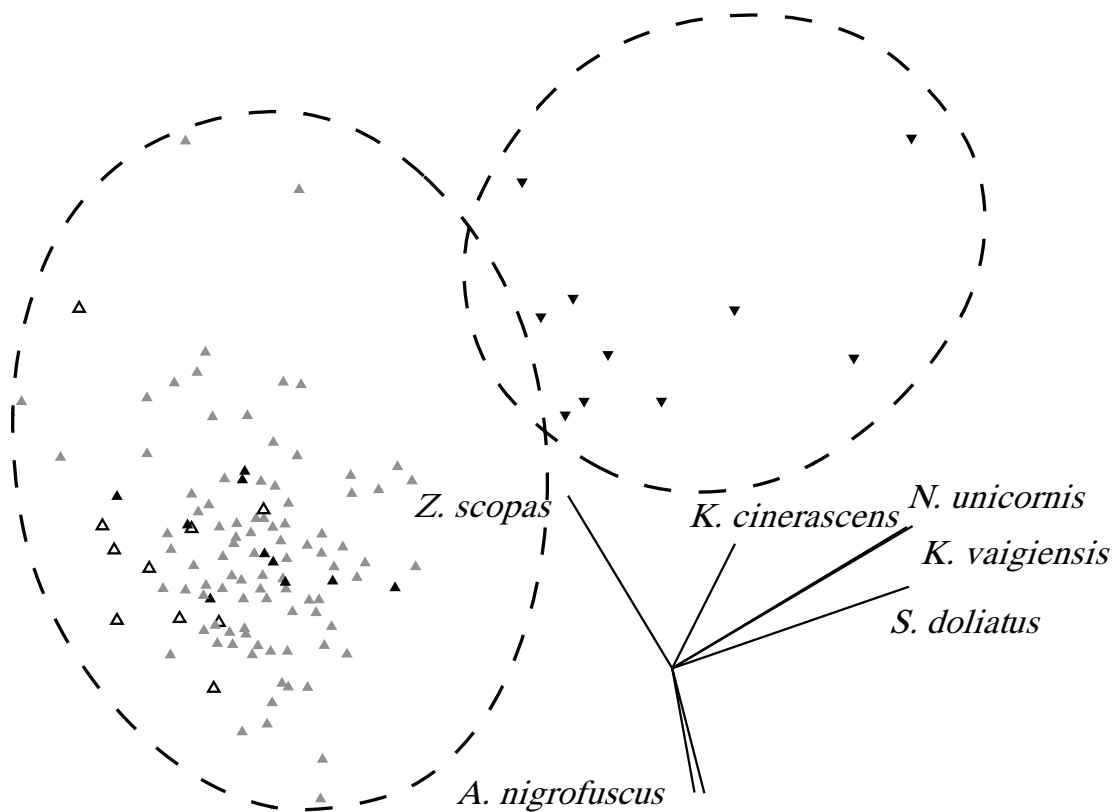 Z. scopas
K. cinerascens
N. unicornis
K. vaigiensis
S. doliatus
A. nigrofuscus